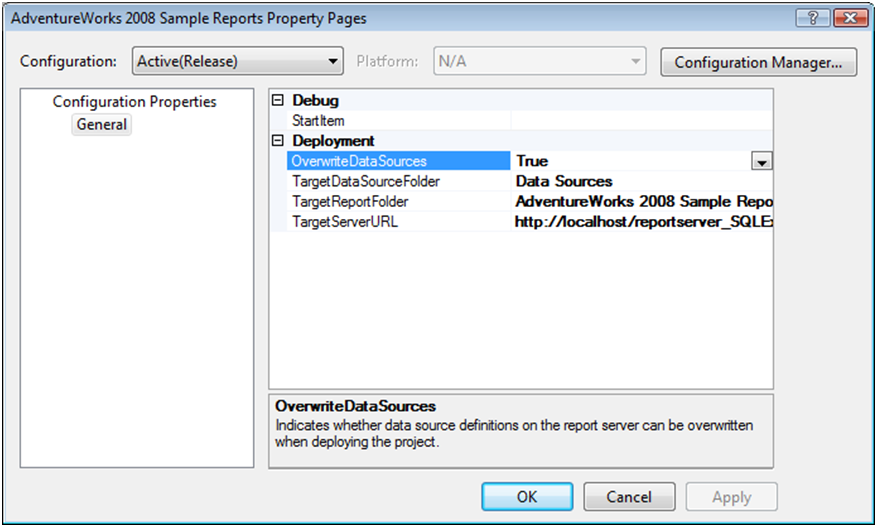 AdventureWorks 2008 Sample Reports Property Pages
Configuration: Active(Release) Platform: N/A Configuration Manager...
Configuration Properties
General
Debug
StartItem
Deployment
OverwriteDataSources True
TargetDataSourceFolder Data Sources
TargetReportFolder AdventureWorks 2008 Sample Repo
TargetServerURL http://localhost/reportserver_SQLEx
OverwriteDataSources
Indicates whether data source definitions on the report server can be overwritten
when deploying the project.
OK Cancel Apply